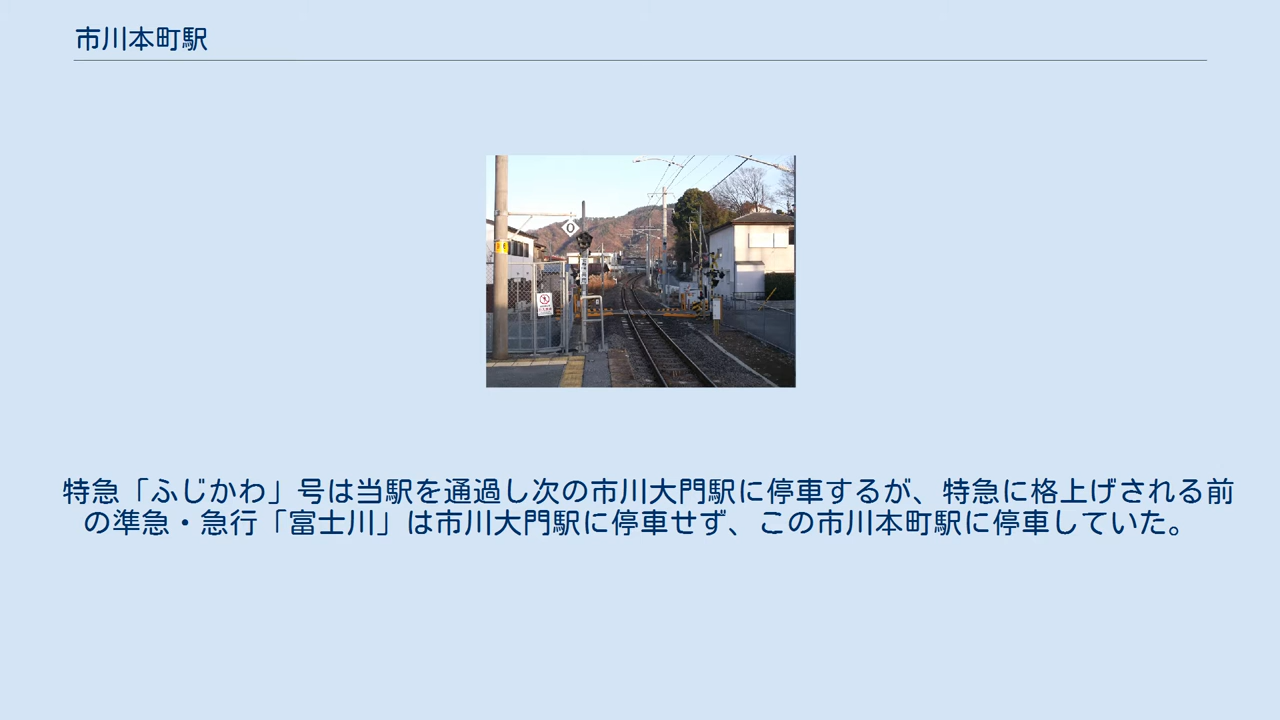 市川本町駅
0
特急「ふじかわ」号は当駅を通過し次の市川大門駅に停車するが、特急に格上げされる前
の準急・急行「富士川」は市川大門駅に停車せず、この市川本町駅に停車していた。